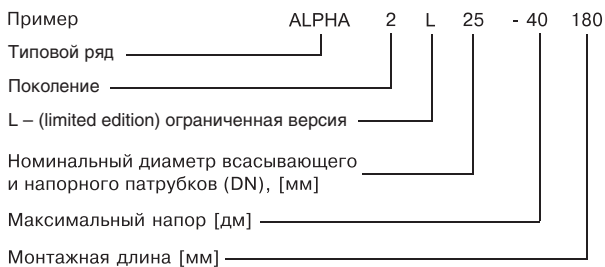 Пример ALPHA 2 L 25 - 40 180
Типовой ряд
Поколение
L – (limited edition) ограниченная версия
Номинальный диаметр всасывающего
и напорного патрубков (DN), [мм]
Максимальный напор [дм]
Монтажная длина [мм]